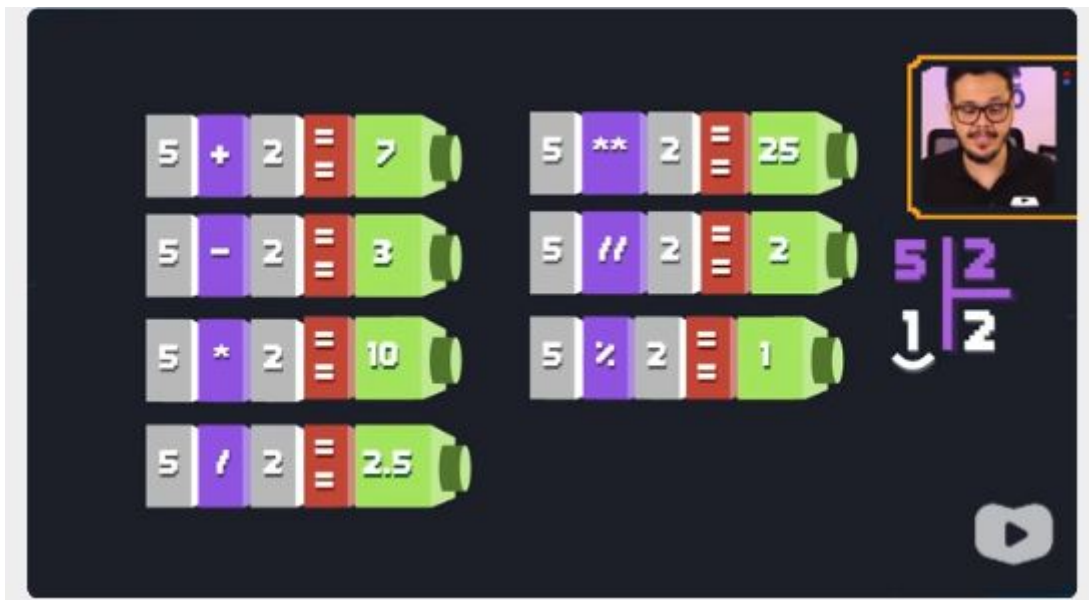 5 + 2 == 7
5 - 2 == 3
5 * 2 == 10
5 / 2 == 2.5
5 ** 2 == 25
5 // 2 == 2
5 % 2 == 1
5 2
1 2